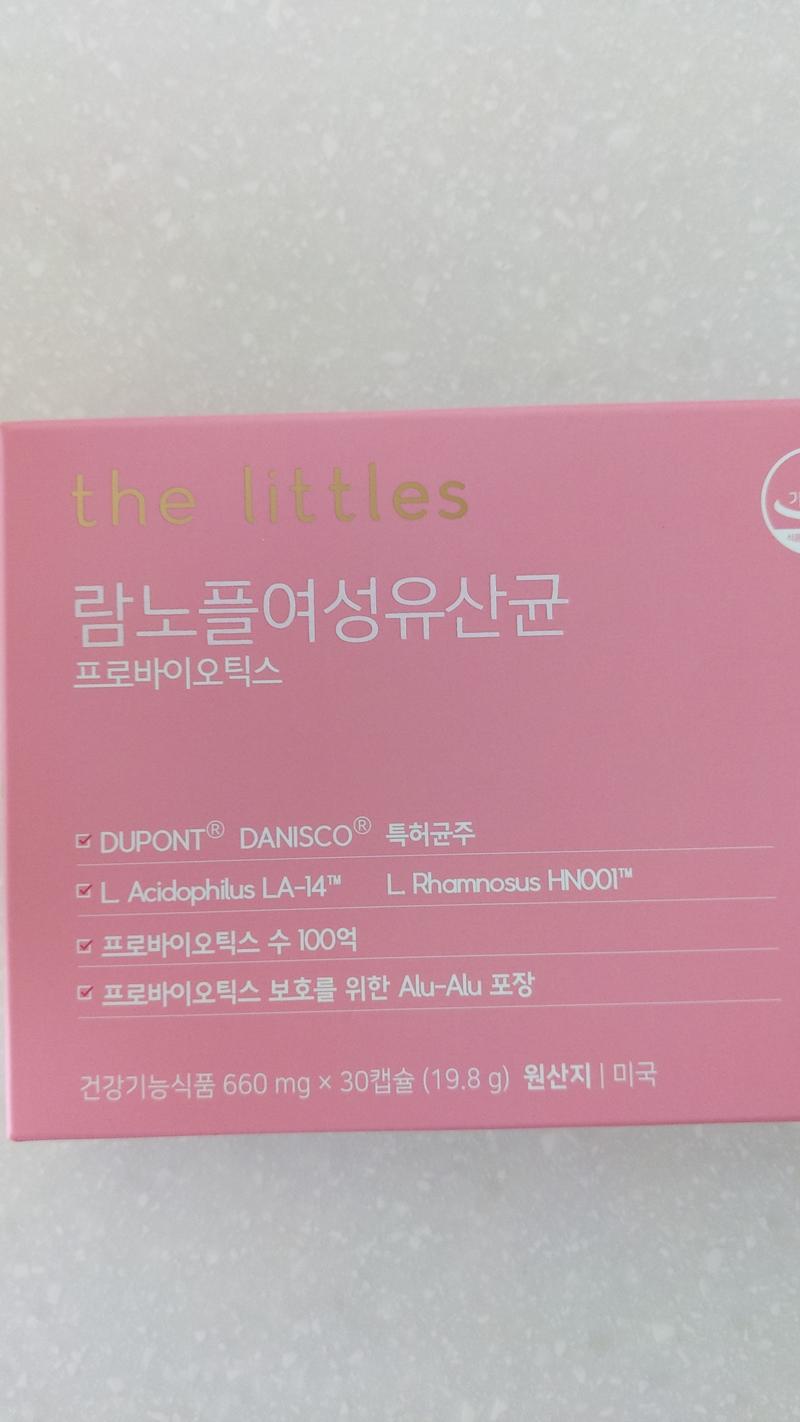 the littles
람노플여성유산균
프로바이오틱스
DUPONT® DANISCO® 특허균주
L. Acidophilus LA-14™ L. Rhamnosus HN001™
프로바이오틱스 수 100억
프로바이오틱스 보호를 위한 Alu-Alu 포장
건강기능식품 660 mg × 30캡슐 (19.8 g) 원산지 | 미국